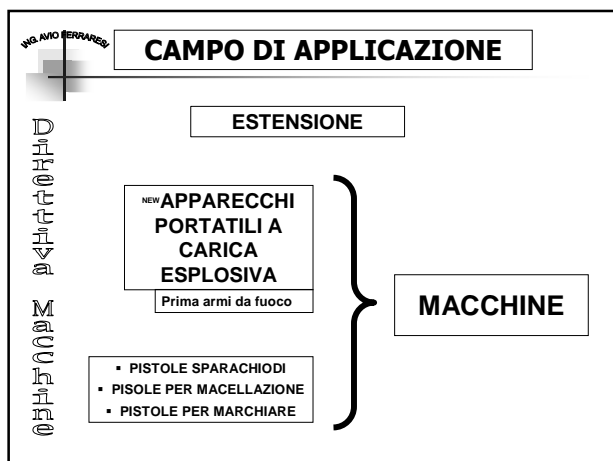 ING. AVIO FERRARESI
CAMPO DI APPLICAZIONE
ESTENSIONE
Direttiva Macchine
NEW APPARECCHI
PORTATILI A
CARICA
ESPLOSIVA
Prima armi da fuoco
▪ PISTOLE SPARACHIODI
▪ PISOLE PER MACELLAZIONE
▪ PISTOLE PER MARCHIARE
MACCHINE